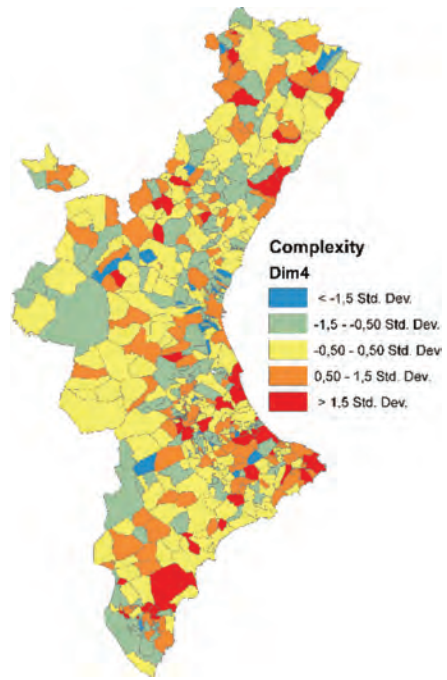 Complexity
Dim4
< -1,5 Std. Dev.
-1,5 - -0,50 Std. Dev.
-0,50 - 0,50 Std. Dev
0,50 - 1,5 Std. Dev.
> 1,5 Std. Dev.